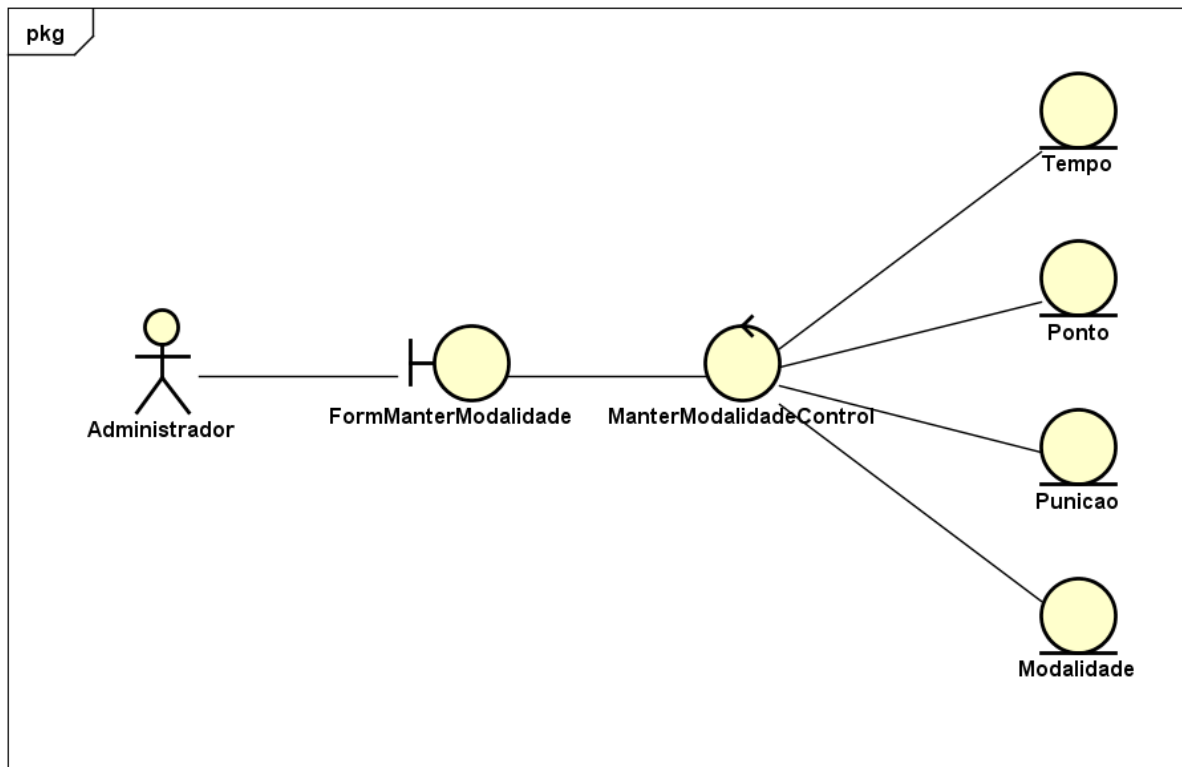 pkg
Tempo
Ponto
Administrador
FormManterModalidade
ManterModalidadeControl
Punicao
Modalidade